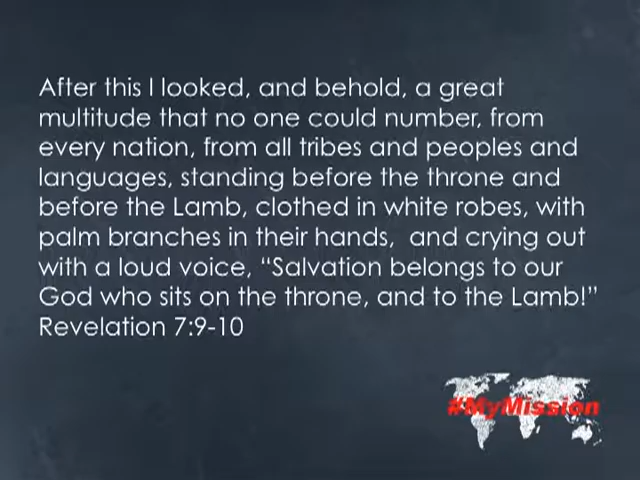 After this I looked, and behold, a great
multitude that no one could number, from
every nation, from all tribes and peoples and
languages, standing before the throne and
before the Lamb, clothed in white robes, with
palm branches in their hands,  and crying out
with a loud voice, “Salvation belongs to our
God who sits on the throne, and to the Lamb!”
Revelation 7:9-10
#MyMission